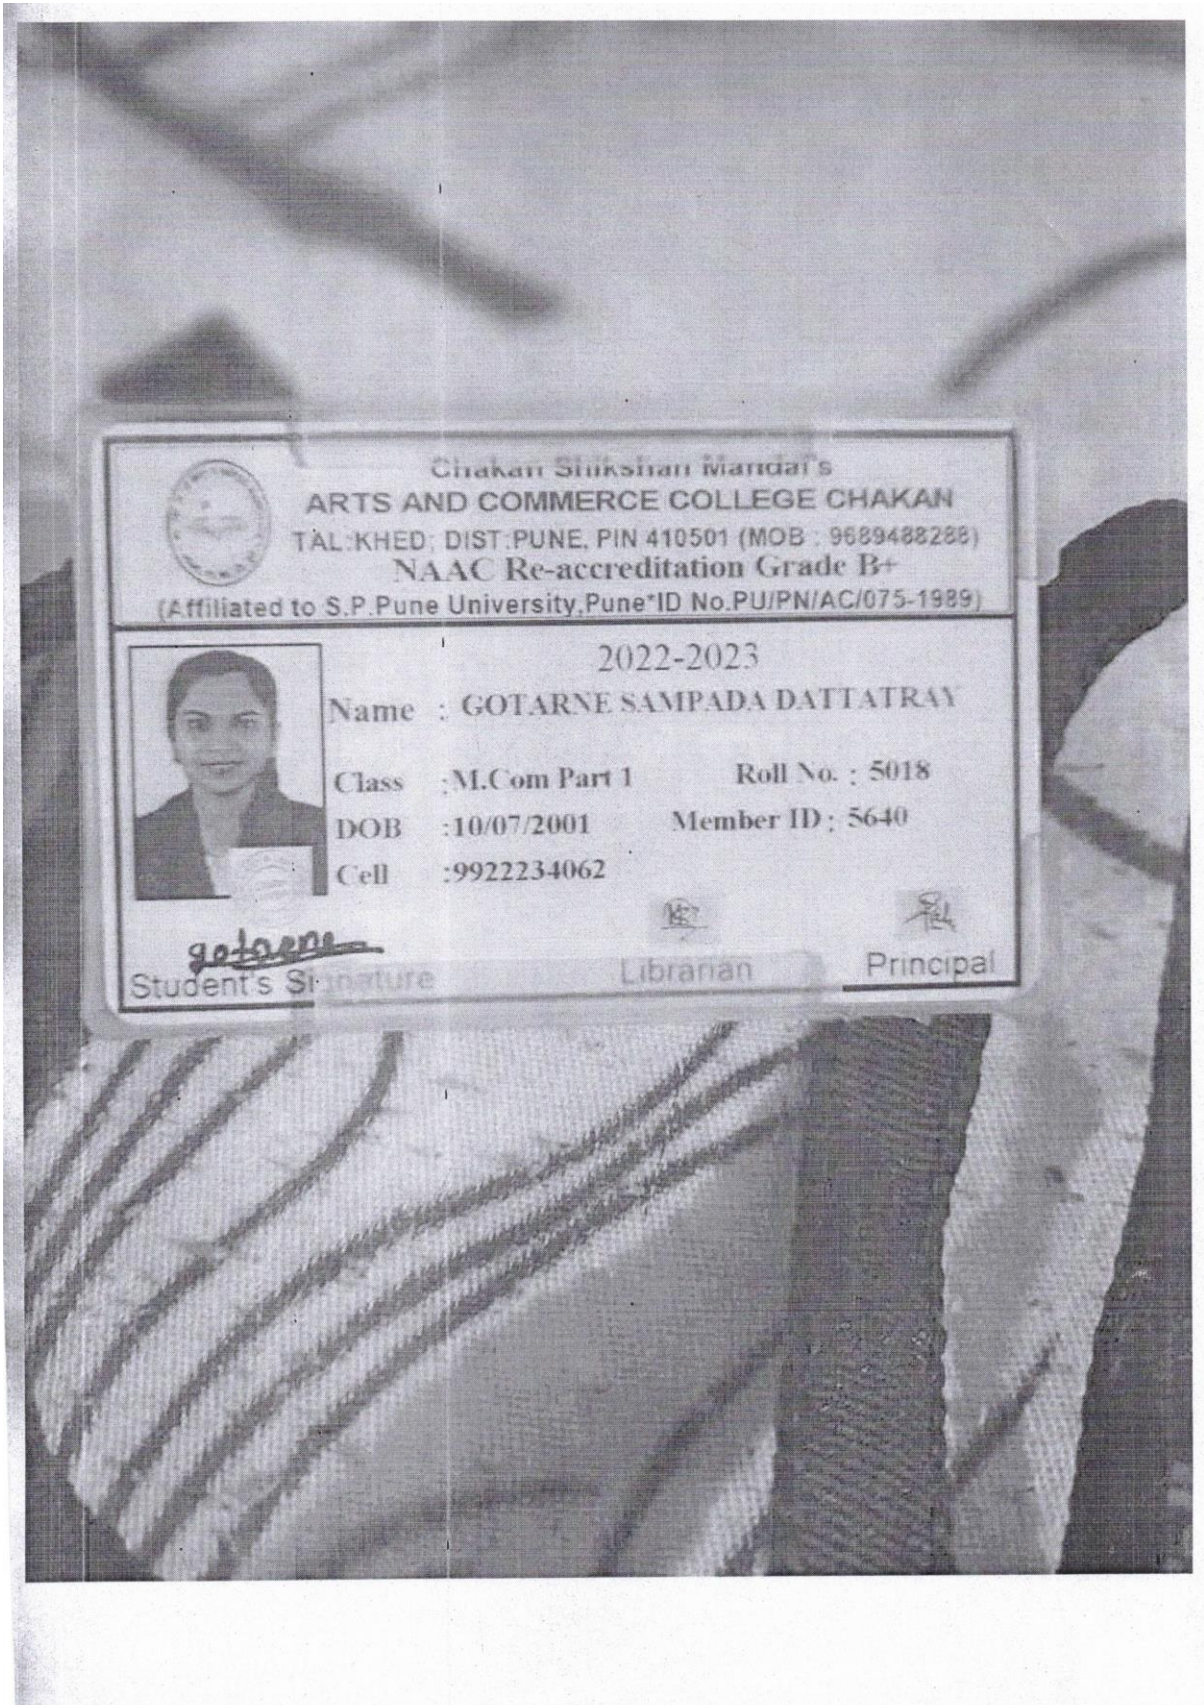 Chakan Shikshan Mandal's
ARTS AND COMMERCE COLLEGE CHAKAN
TAL:KHED; DIST:PUNE, PIN 410501 (MOB : 9689488288)
NAAC Re-accreditation Grade B+
(Affiliated to S.P.Pune University,Pune*ID No.PU/PN/AC/075-1989)
2022-2023
Name : GOTARNE SAMPADA DATTATRAY
Class :M.Com Part 1 Roll No. : 5018
DOB :10/07/2001 Member ID : 5640
Cell :9922234062
gotarne
Student's Signature Librarian Principal